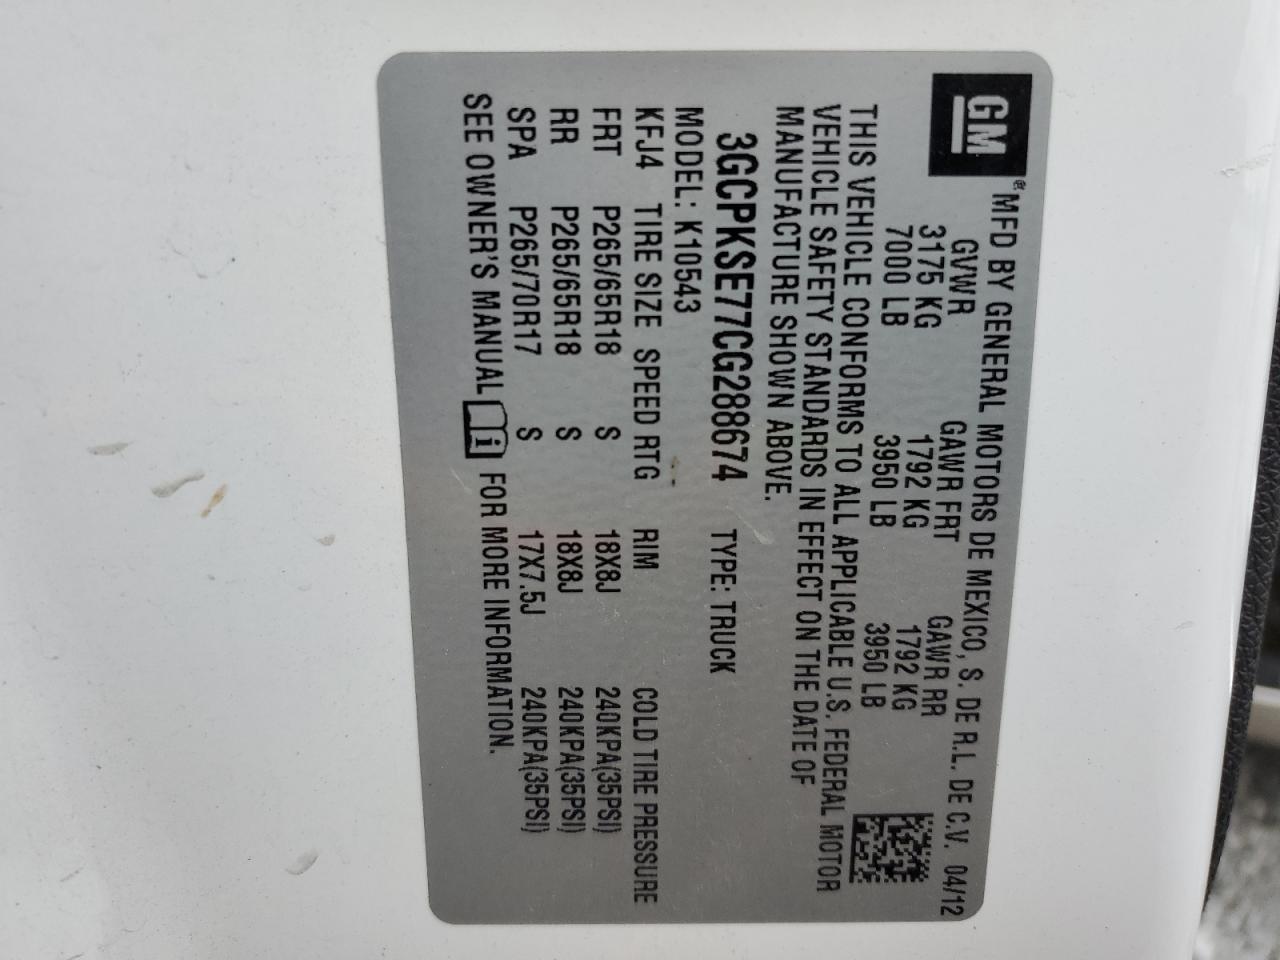 GM
MFD BY GENERAL MOTORS DE MEXICO, S. DE R.L. DE C.V. 04/12
GVWR GAWR FRT GAWR RR
3175 KG 1792 KG 1792 KG
7000 LB 3950 LB 3950 LB
THIS VEHICLE CONFORMS TO ALL APPLICABLE U.S. FEDERAL MOTOR
VEHICLE SAFETY STANDARDS IN EFFECT ON THE DATE OF
MANUFACTURE SHOWN ABOVE.
3GCPKSE77CG288674 TYPE: TRUCK
MODEL: K10543
KFJ4 TIRE SIZE SPEED RTG RIM COLD TIRE PRESSURE
FRT P265/65R18 S 18X8J 240KPA(35PSI)
RR P265/65R18 S 18X8J 240KPA(35PSI)
SPA P265/70R17 S 17X7.5J 240KPA(35PSI)
SEE OWNER'S MANUAL i FOR MORE INFORMATION.